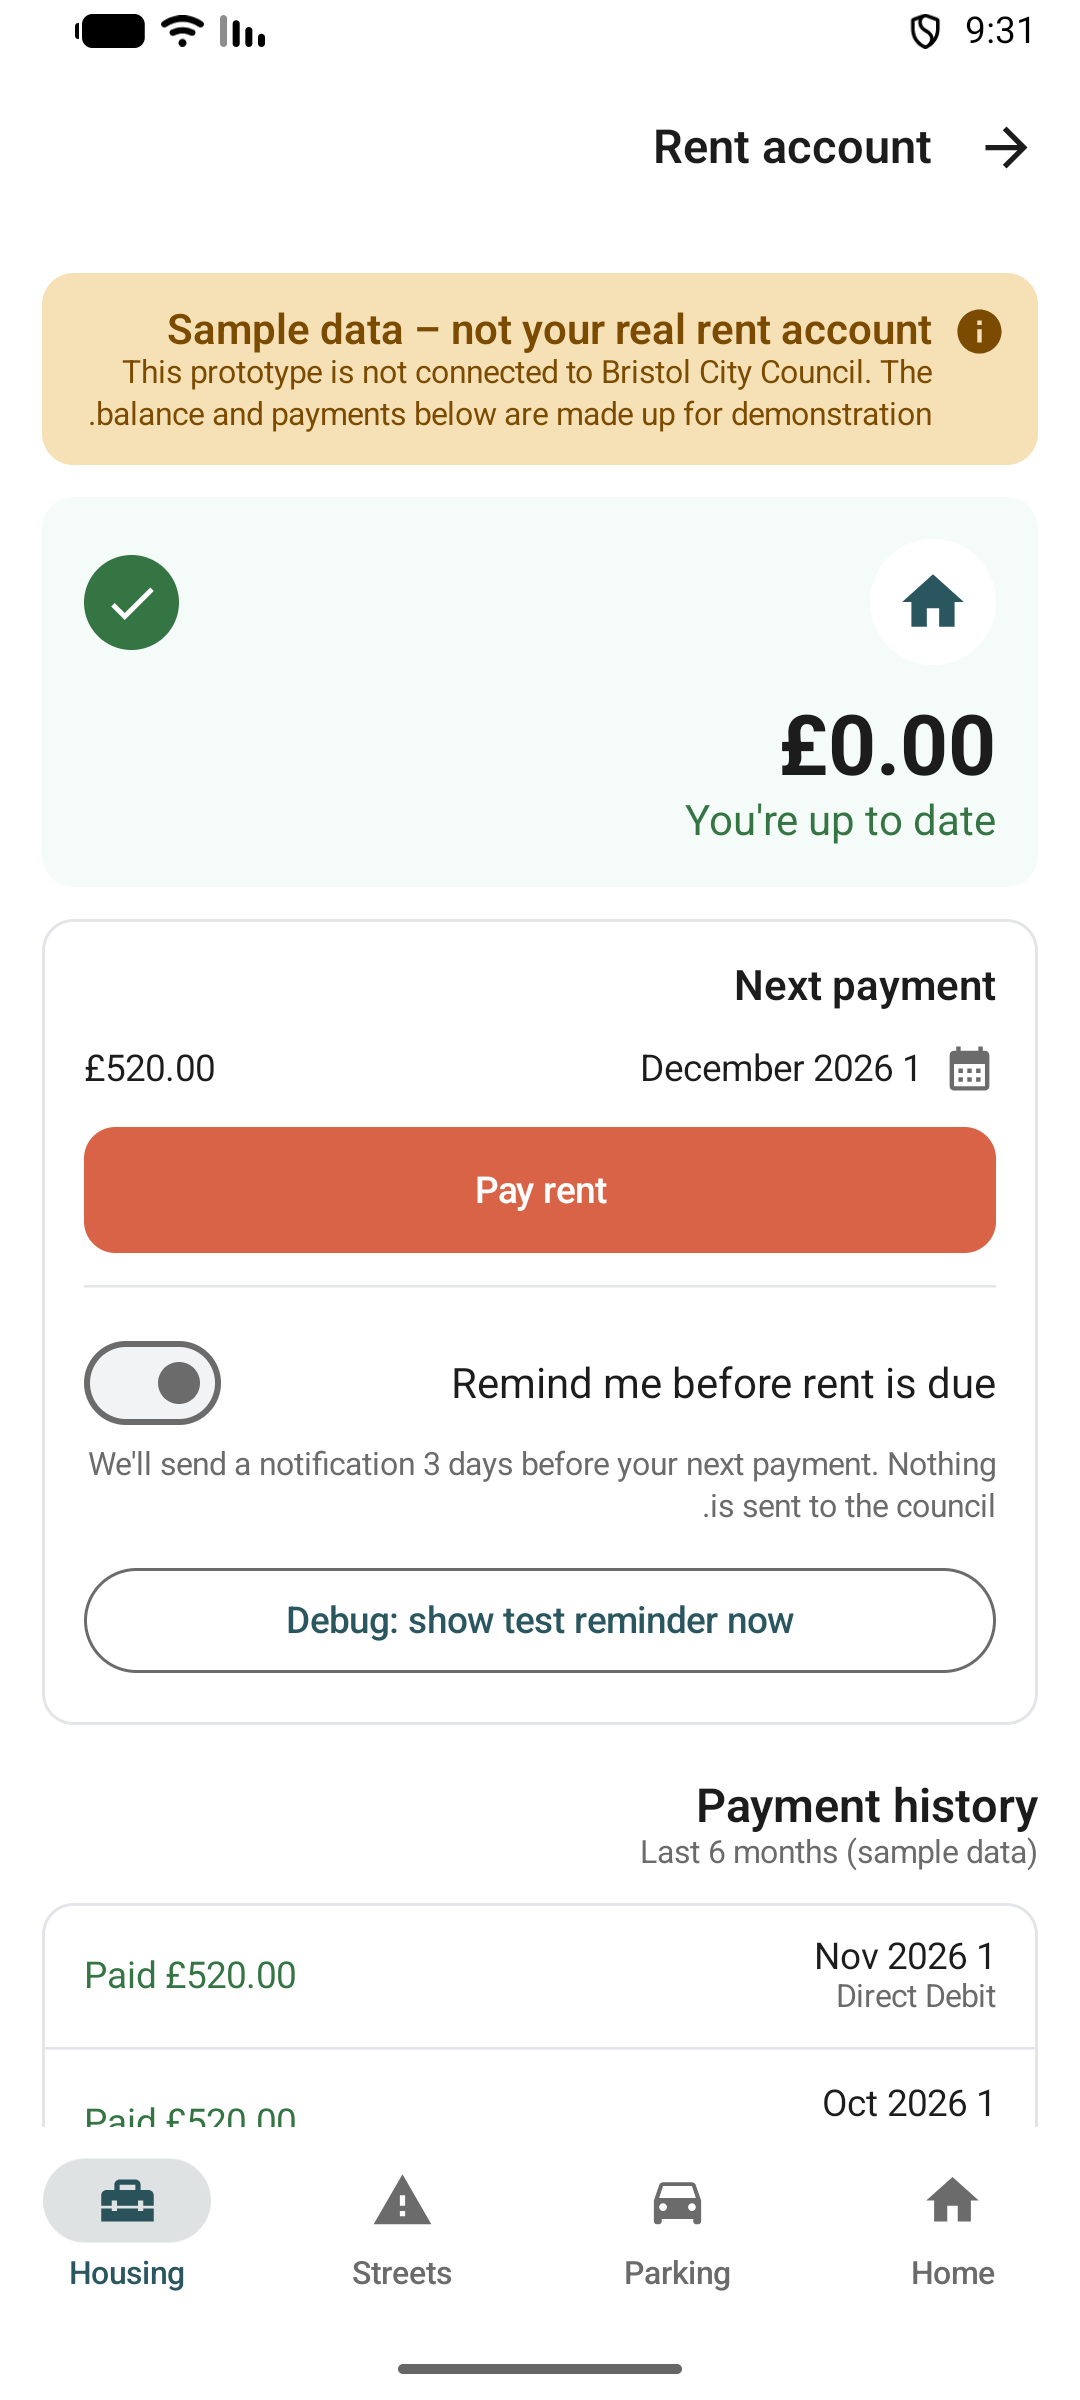 9:31
Rent account
Sample data – not your real rent account
This prototype is not connected to Bristol City Council. The
balance and payments below are made up for demonstration.
£0.00
You're up to date
Next payment
1 December 2026
£520.00
Pay rent
Remind me before rent is due
We'll send a notification 3 days before your next payment. Nothing
is sent to the council.
Debug: show test reminder now
Payment history
Last 6 months (sample data)
1 Nov 2026
Direct Debit
Paid £520.00
1 Oct 2026
Paid £520.00
Home
Parking
Streets
Housing